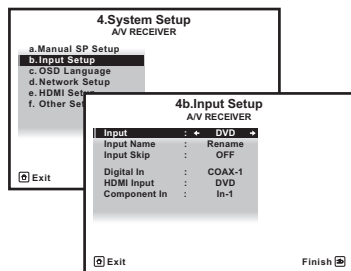 4.System Setup
A/V RECEIVER
a.Manual SP Setup
b.Input Setup
c.OSD Language
d.Network Setup
e.HDMI
f. Other
Exit
4b.Input Setup
A/V RECEIVER
Input : DVD
Input Name : Rename
Input Skip : OFF
Digital In : COAX-1
HDMI Input : DVD
Component In : In-1
Exit
Finish